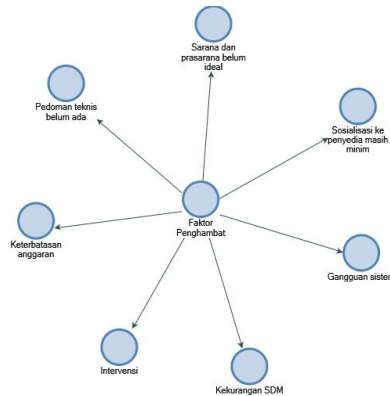 Sarana dan
prasarana belum
ideal
Pedoman teknis
belum ada
Sosialisasi ke
penyedia masih
minim
Faktor
Penghambat
Keterbatasan
anggaran
Gangguan sister
Intervensi
Kekurangan SDM